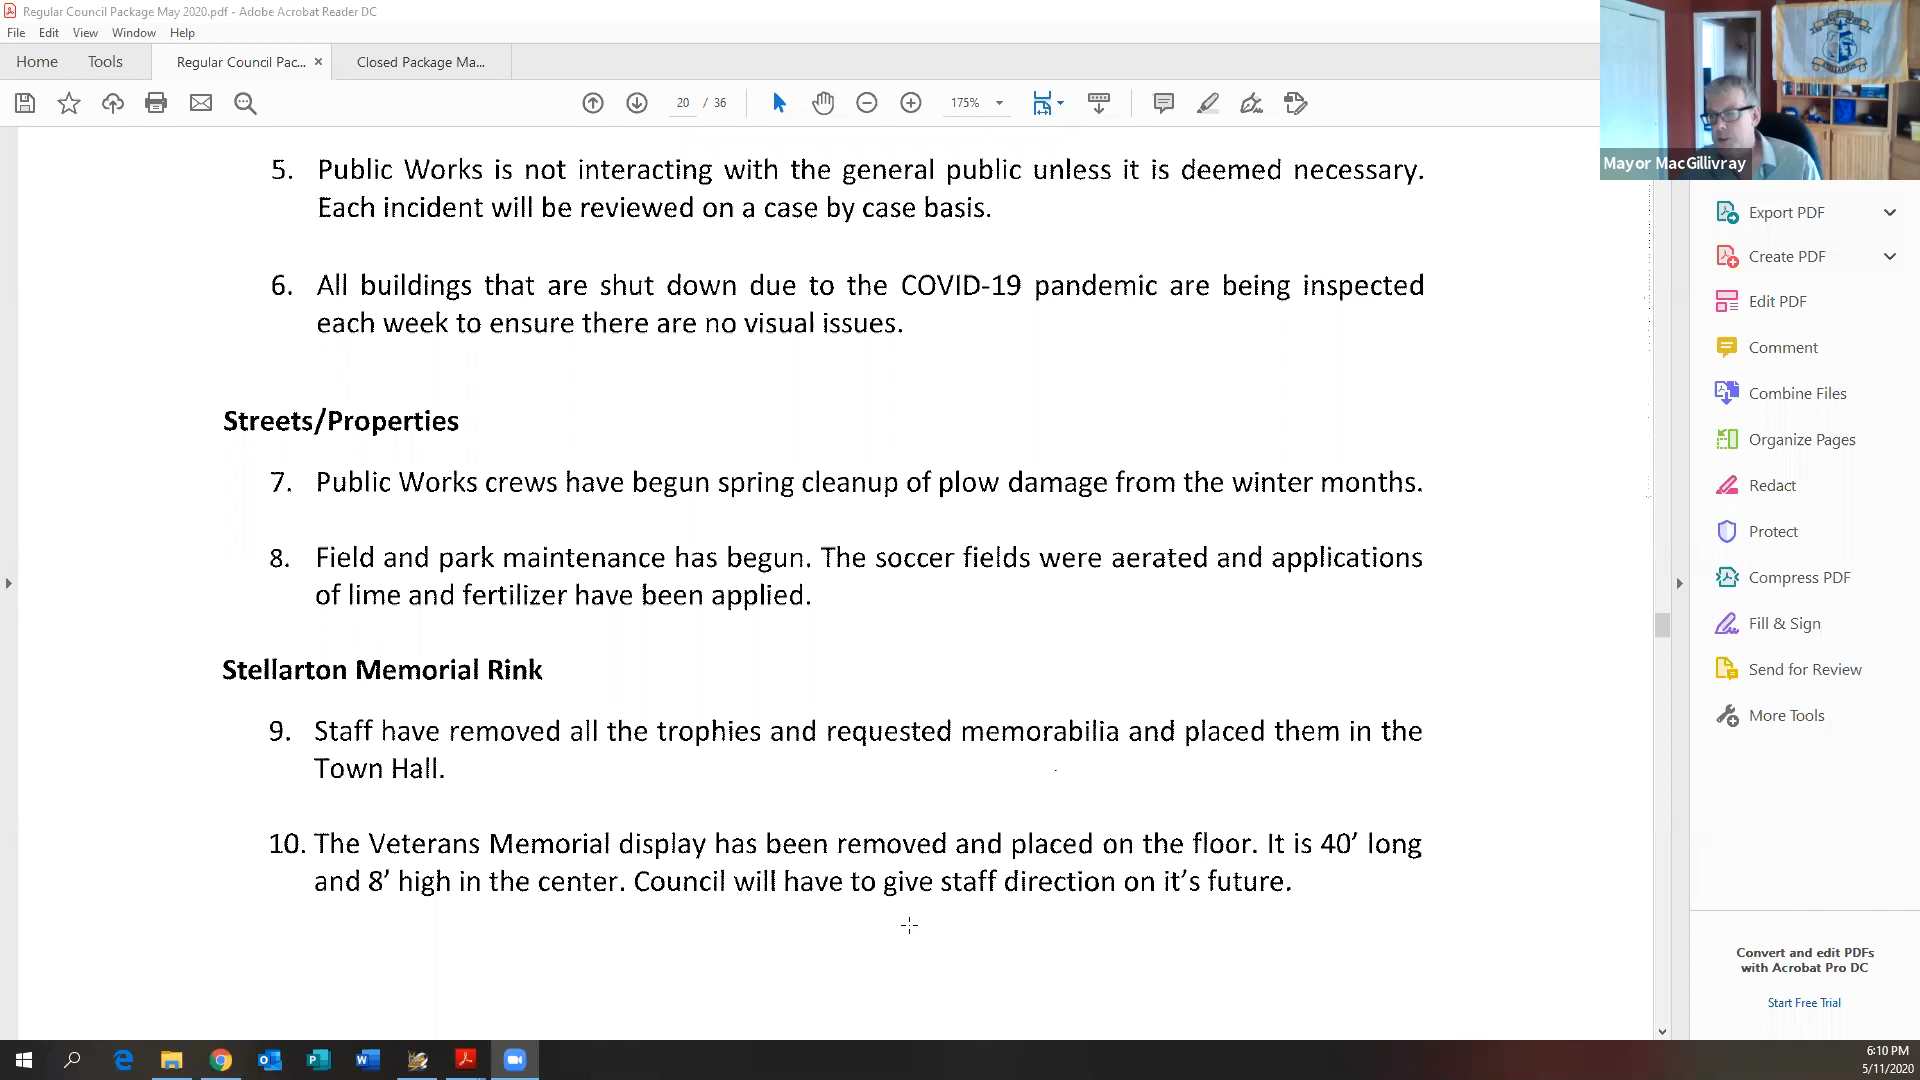 Regular Council Package May 2020.pdf - Adobe Acrobat Reader DC
File Edit View Window Help
Home Tools Regular Council Pac... × Closed Package Ma...
20 / 36 175%
Mayor MacGillivray
5. Public Works is not interacting with the general public unless it is deemed necessary.
Each incident will be reviewed on a case by case basis.
6. All buildings that are shut down due to the COVID-19 pandemic are being inspected
each week to ensure there are no visual issues.
Streets/Properties
7. Public Works crews have begun spring cleanup of plow damage from the winter months.
8. Field and park maintenance has begun. The soccer fields were aerated and applications
of lime and fertilizer have been applied.
Stellarton Memorial Rink
9. Staff have removed all the trophies and requested memorabilia and placed them in the
Town Hall.
10. The Veterans Memorial display has been removed and placed on the floor. It is 40’ long
and 8’ high in the center. Council will have to give staff direction on it’s future.
Export PDF
Create PDF
Edit PDF
Comment
Combine Files
Organize Pages
Redact
Protect
Compress PDF
Fill & Sign
Send for Review
More Tools
Convert and edit PDFs
with Acrobat Pro DC
Start Free Trial
6:10 PM
5/11/2020